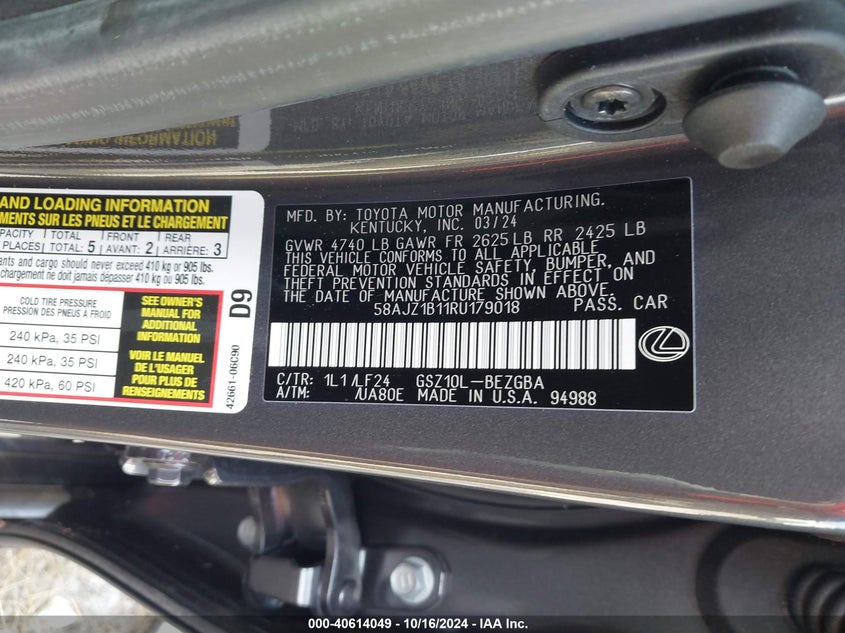 AND LOADING INFORMATION
EMENTS SUR LES PNEUS ET LE CHARGEMENT
CAPACITY TOTAL: 5 FRONT 2 REAR 3
PLACES TOTAL: AVANT: ARRIÈRE:
ants and cargo should never exceed 410 kg or 905 lbs.
chargement ne doit jamais dépasser 410 kg or 905 lb.
COLD TIRE PRESSURE
PRESSION DES PNEUS À FROID
240 kPa, 35 PSI
240 kPa, 35 PSI
420 kPa, 60 PSI
SEE OWNER'S
MANUAL FOR
ADDITIONAL
INFORMATION
VOIR LE MANUEL
DE L'USAGER
POUR PLUS DE
RENSEIGNEMENTS
D9
42661-06C90
MFD. BY: TOYOTA MOTOR MANUFACTURING.
KENTUCKY, INC. 03/24
GVWR 4740 LB GAWR FR 2625 LB RR 2425 LB
THIS VEHICLE CONFORMS TO ALL APPLICABLE
FEDERAL MOTOR VEHICLE SAFETY, BUMPER, AND
THEFT PREVENTION STANDARDS IN EFFECT ON
THE DATE OF MANUFACTURE SHOWN ABOVE.
58AJZ1B11RU179018 PASS. CAR
C/TR: 1L1/LF24 GSZ10L-BEZGBA
A/TM: /UA80E MADE IN U.S.A. 94988
000-40614049 - 10/16/2024 - IAA Inc.